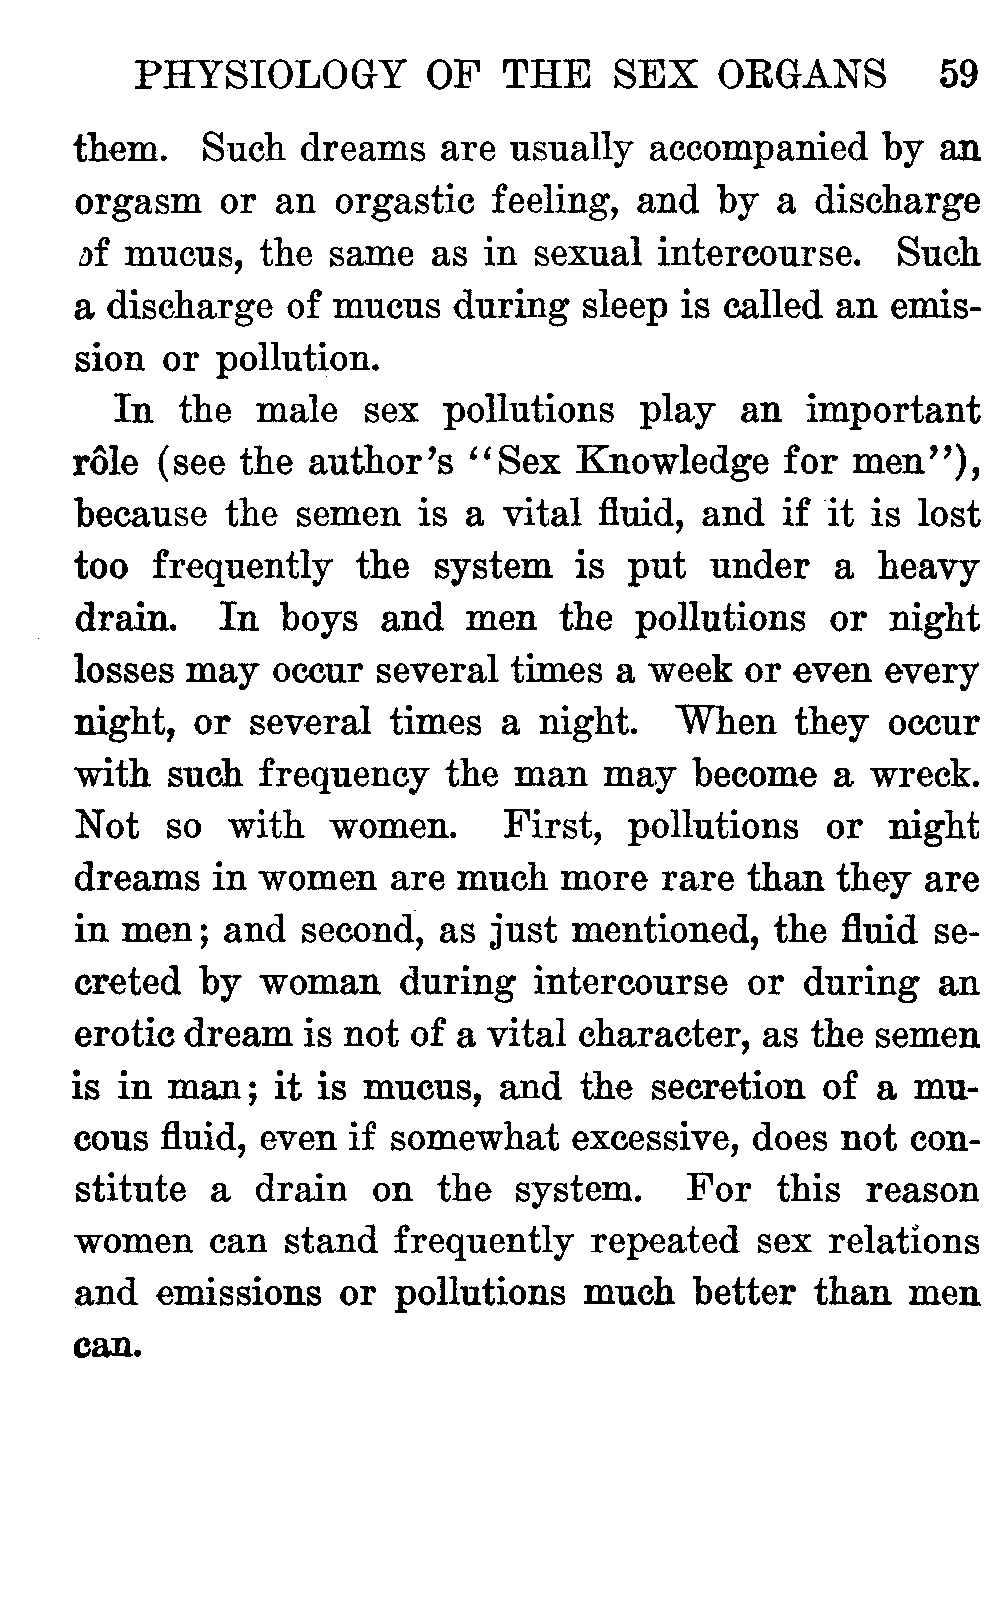 PHYSIOLOGY OF THE SEX ORGANS 59
them. Such dreams are usually accompanied by an
orgasm or an orgastic feeling, and by a discharge
of mucus, the same as in sexual intercourse. Such
a discharge of mucus during sleep is called an emis-
sion or pollution.
In the male sex pollutions play an important
rôle (see the author's "Sex Knowledge for men"),
because the semen is a vital fluid, and if it is lost
too frequently the system is put under a heavy
drain. In boys and men the pollutions or night
losses may occur several times a week or even every
night, or several times a night. When they occur
with such frequency the man may become a wreck.
Not so with women. First, pollutions or night
dreams in women are much more rare than they are
in men; and second, as just mentioned, the fluid se-
creted by woman during intercourse or during an
erotic dream is not of a vital character, as the semen
is in man; it is mucus, and the secretion of a mu-
cous fluid, even if somewhat excessive, does not con-
stitute a drain on the system. For this reason
women can stand frequently repeated sex relations
and emissions or pollutions much better than men
can.